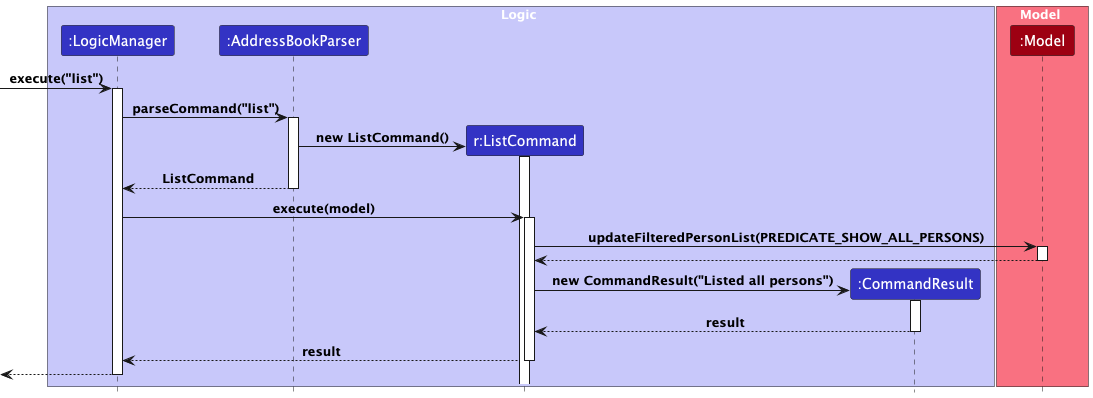 Logic
Model
:LogicManager
:AddressBookParser
:Model
execute("list")
parseCommand("list")
new ListCommand()
r:ListCommand
ListCommand
execute(model)
updateFilteredPersonList(PREDICATE_SHOW_ALL_PERSONS)
new CommandResult("Listed all persons")
:CommandResult
result
result